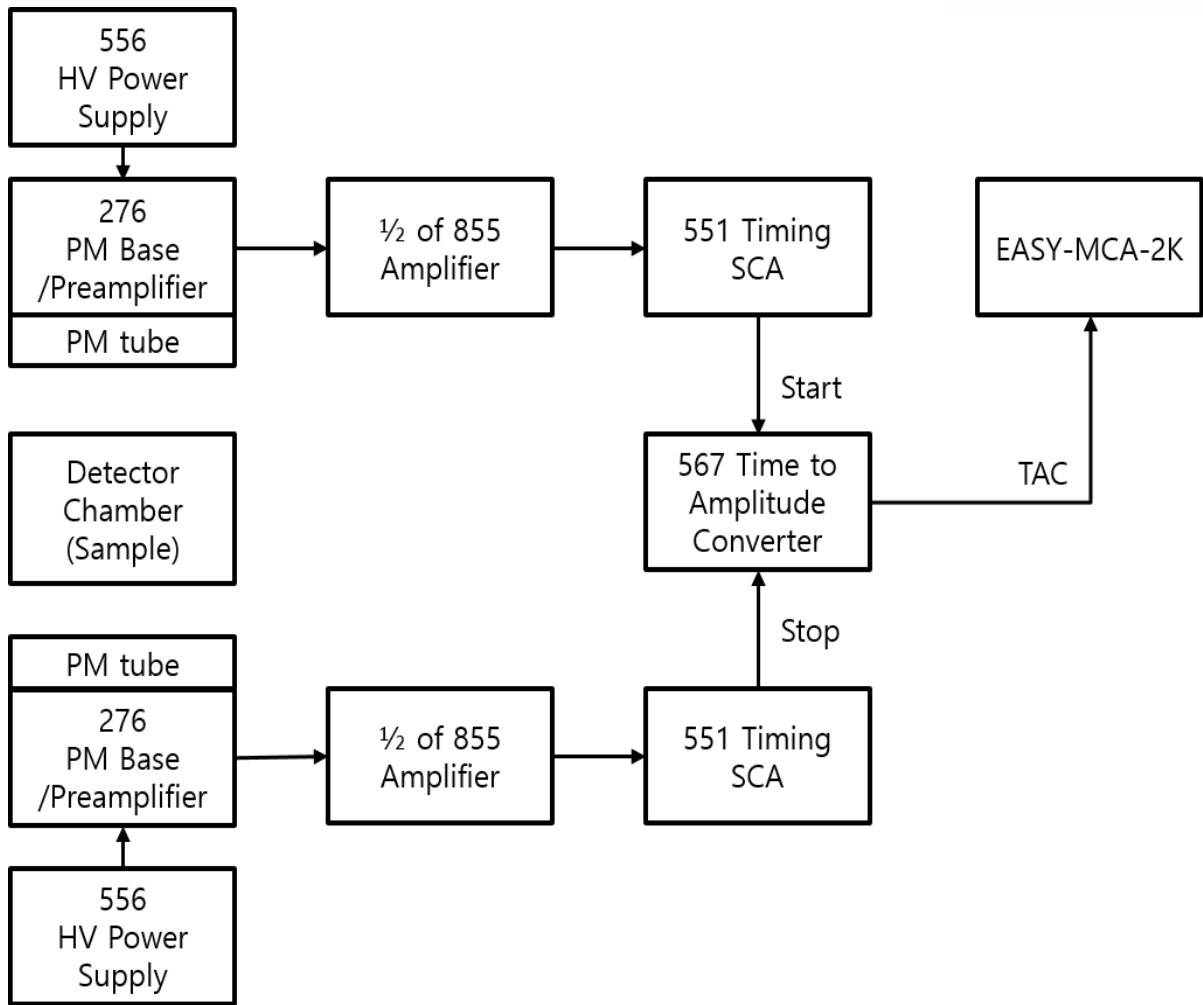 556
HV Power
Supply
276
PM Base
/Preamplifier
PM tube
½ of 855
Amplifier
551 Timing
SCA
EASY-MCA-2K
Start
Detector
Chamber
(Sample)
567 Time to
Amplitude
Converter
TAC
Stop
PM tube
276
PM Base
/Preamplifier
½ of 855
Amplifier
551 Timing
SCA
556
HV Power
Supply